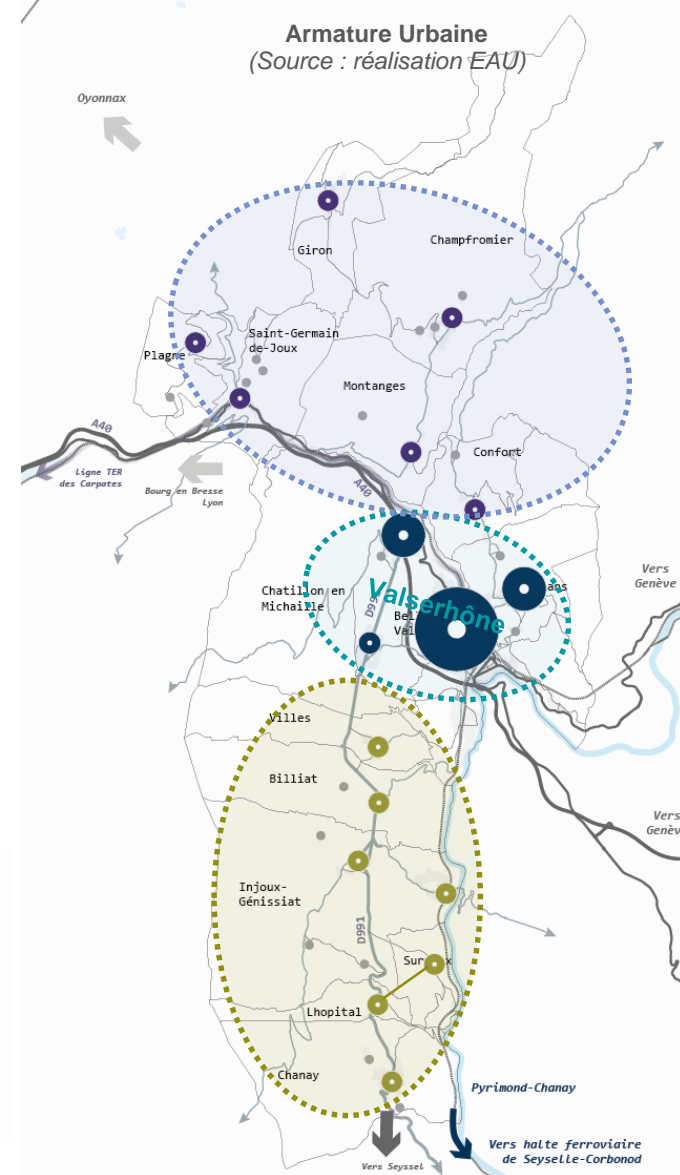 Armature Urbaine
(Source : réalisation EAU)
Oyonnax
Giron
Champfromier
Saint-Germain
de-Joux
Plagne
Montanges
A40
Confort
ligne TER
des Carpates
Bourg en Bresse
Lyon
A40
Vers
Genève
Chatillon en
Michaille
Valserhône
Villes
Billiat
Vers
Genève
Injoux-
Génissiat
D991
Lhopital
Chanay
Pyrimond-Chanay
Vers halte ferroviaire
de Seyselle-Corbonod
Vers Seyssel